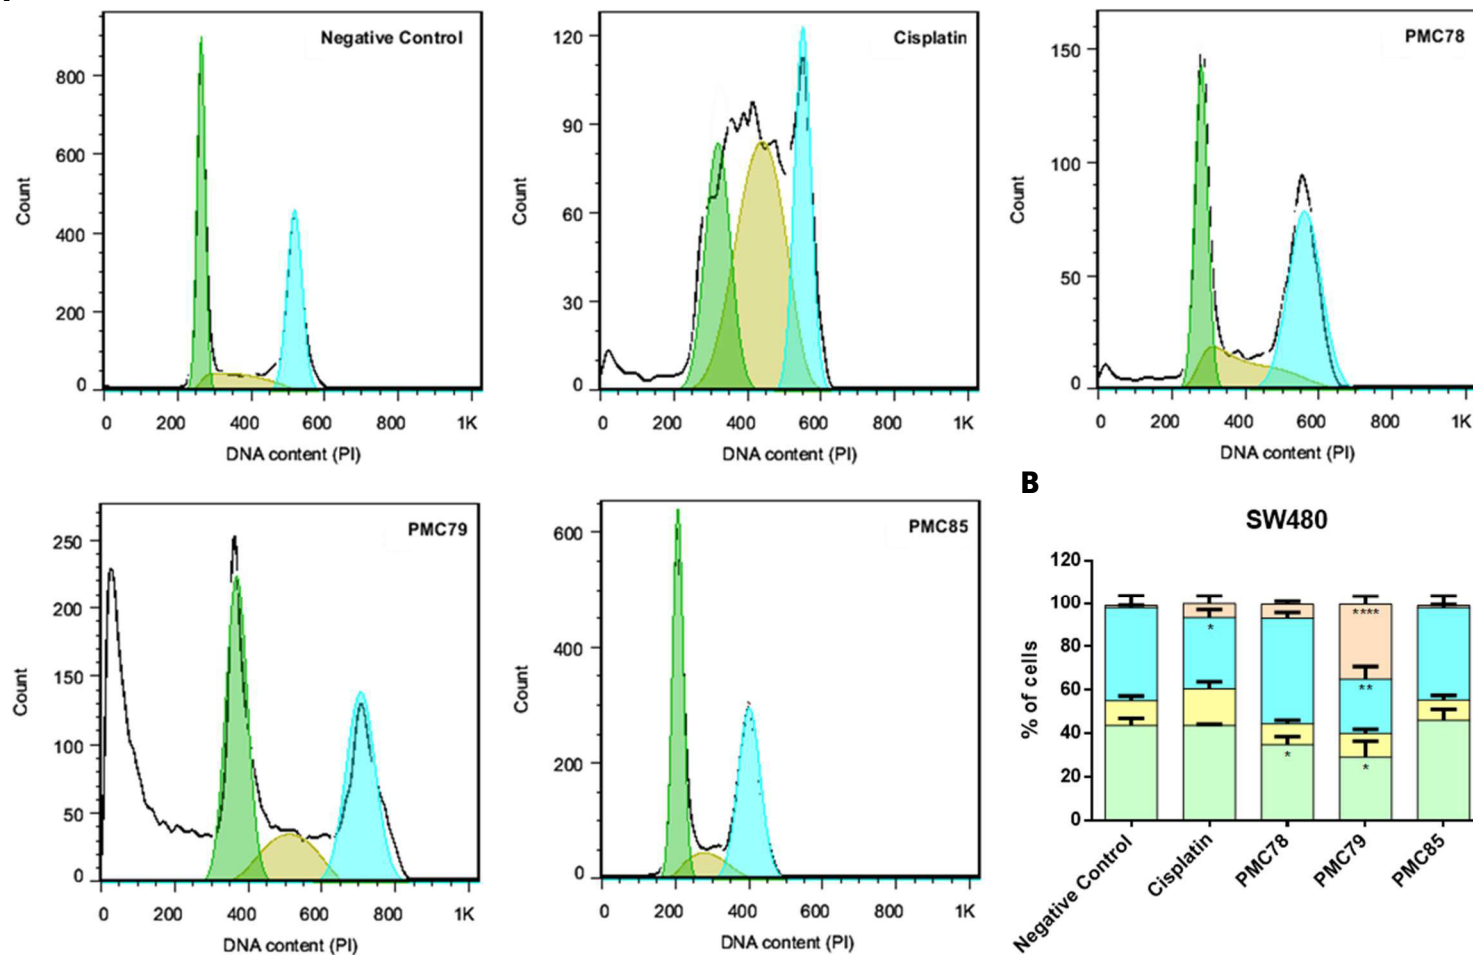 Negative Control
Count
800
600
400
200
0
0 200 400 600 800 1K
DNA content (PI)
Cisplatin
Count
120
90
60
30
0
0 200 400 600 800 1K
DNA content (PI)
PMC78
Count
150
100
50
0
0 200 400 600 800 1K
DNA content (PI)
PMC79
Count
250
200
150
100
50
0
0 200 400 600 800 1K
DNA content (PI)
PMC85
Count
600
400
200
0
0 200 400 600 800 1K
DNA content (PI)
B
SW480
% of cells
120
100
80
60
40
20
0
*
*
****
**
*
Negative Control
Cisplatin
PMC78
PMC79
PMC85